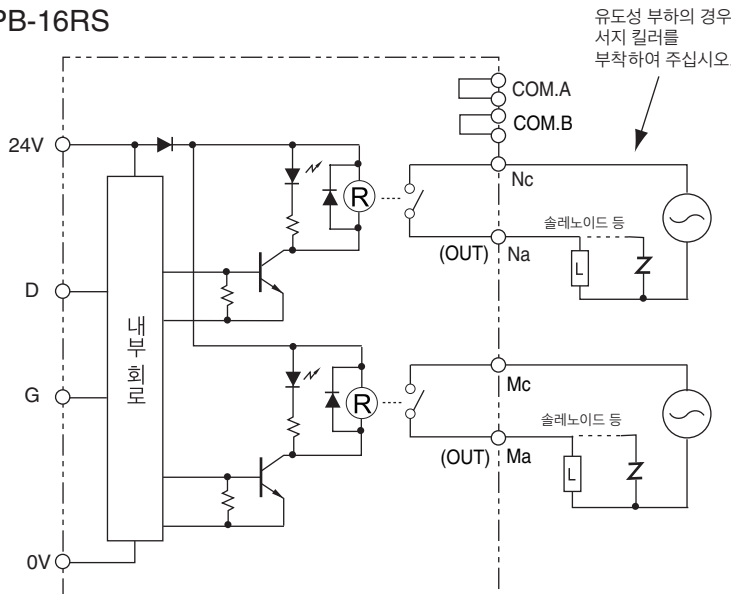 PB-16RS
유도성 부하의 경우
서지 킬러를
부착하여 주십시오.
COM.A
COM.B
24V
R
Nc
솔레노이드 등
(OUT) Na
L
D
내부 회로
G
R
Mc
솔레노이드 등
(OUT) Ma
L
0V